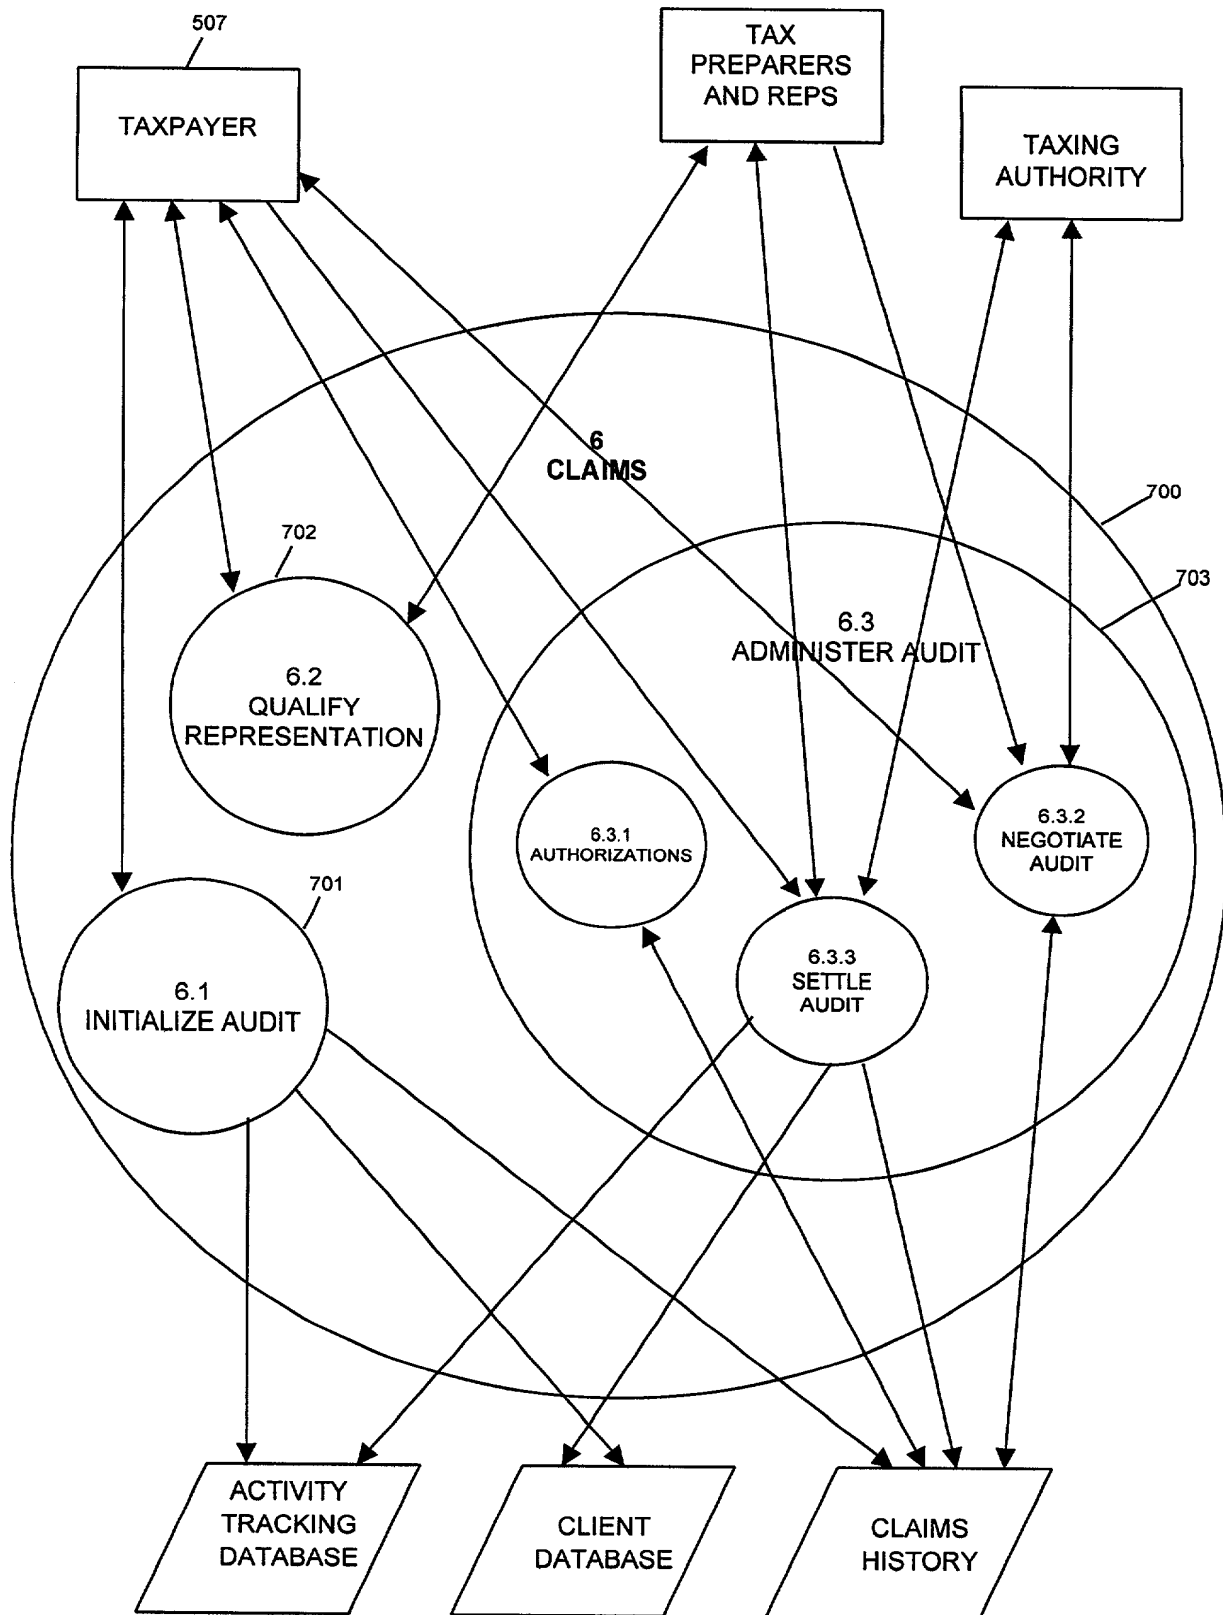 507
TAXPAYER
TAX
PREPARERS
AND REPS
TAXING
AUTHORITY
6
CLAIMS
700
703
702
6.2
QUALIFY
REPRESENTATION
6.3
ADMINISTER AUDIT
6.3.1
AUTHORIZATIONS
6.3.2
NEGOTIATE
AUDIT
701
6.1
INITIALIZE AUDIT
6.3.3
SETTLE
AUDIT
ACTIVITY
TRACKING
DATABASE
CLIENT
DATABASE
CLAIMS
HISTORY